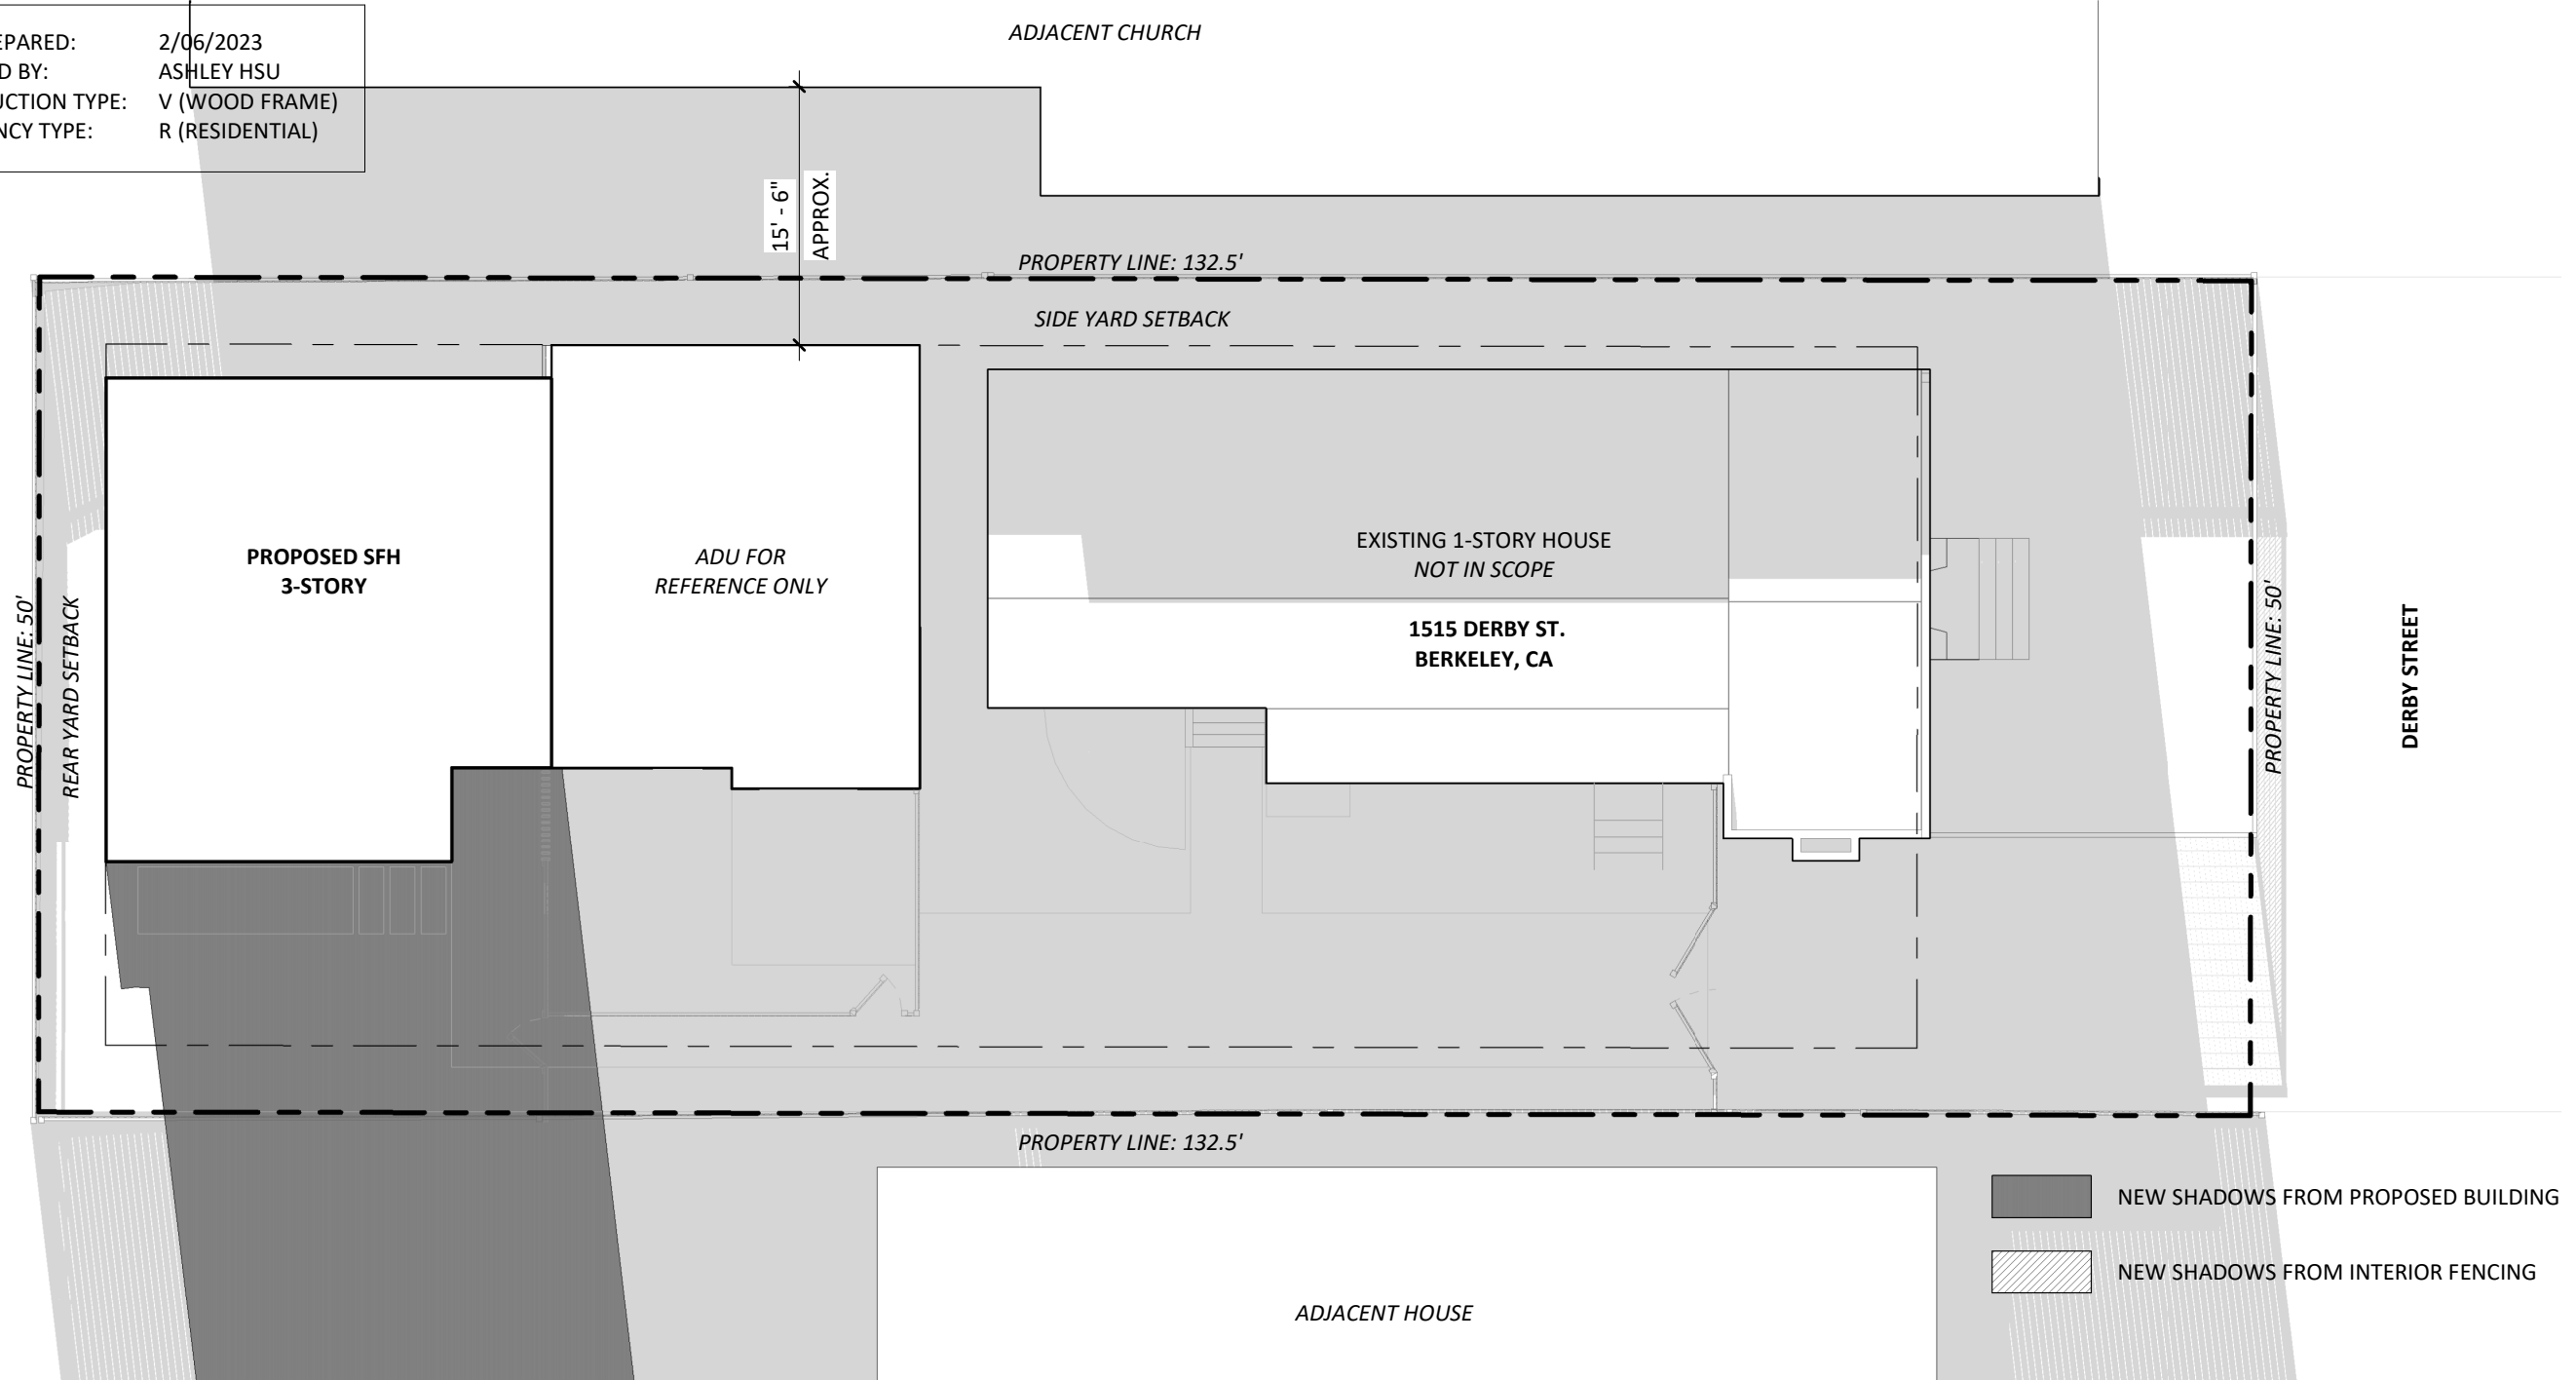 EPARED: 2/06/2023
D BY: ASHLEY HSU
UCTION TYPE: V (WOOD FRAME)
NCY TYPE: R (RESIDENTIAL)
ADJACENT CHURCH
15' - 6"
APPROX.
PROPERTY LINE: 132.5'
SIDE YARD SETBACK
PROPERTY LINE: 50'
REAR YARD SETBACK
PROPOSED SFH
3-STORY
ADU FOR
REFERENCE ONLY
EXISTING 1-STORY HOUSE
NOT IN SCOPE
1515 DERBY ST.
BERKELEY, CA
PROPERTY LINE: 50'
DERBY STREET
PROPERTY LINE: 132.5'
ADJACENT HOUSE
NEW SHADOWS FROM PROPOSED BUILDING
NEW SHADOWS FROM INTERIOR FENCING